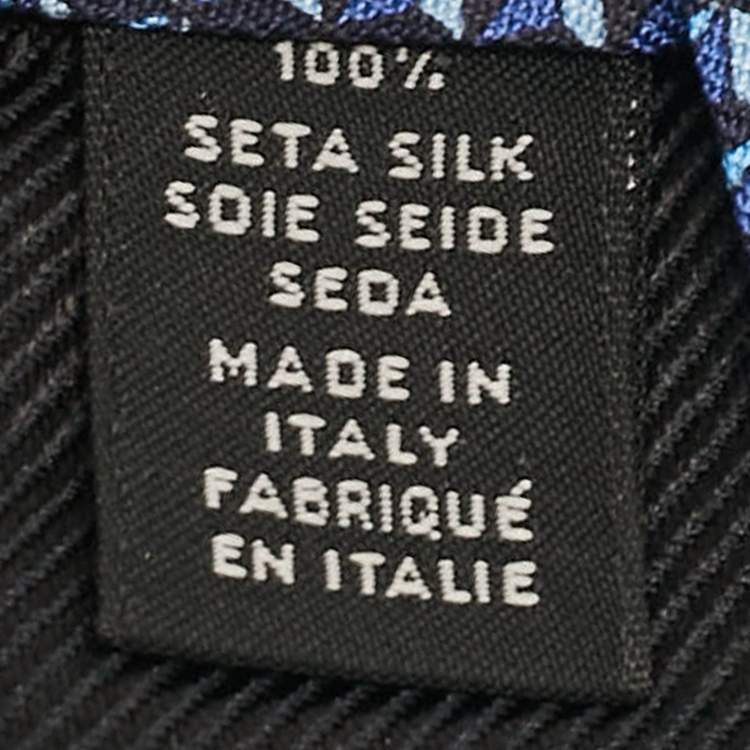 100%
SETA SILK
SOIE SEIDE
SEDA
MADE IN
ITALY
FABRIQUÉ
EN ITALIE